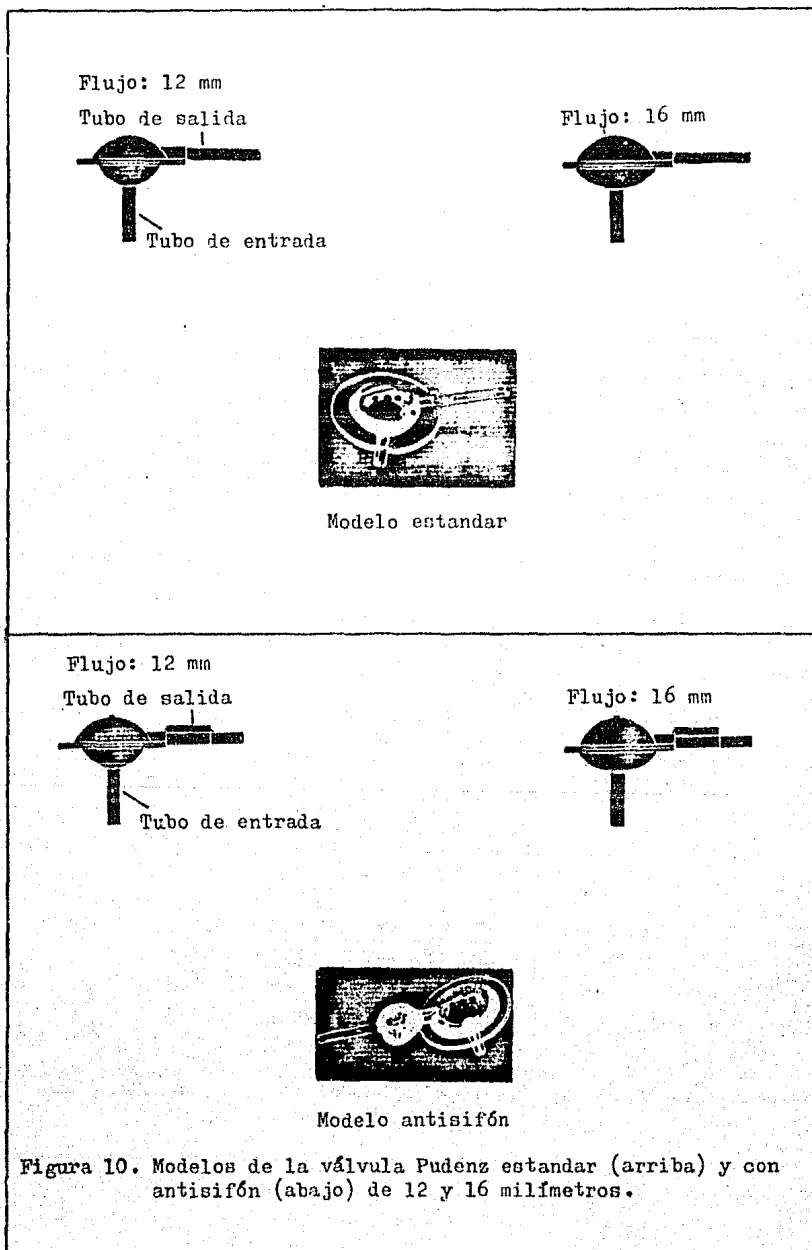 Flujo: 12 mm
Tubo de salida
Flujo: 16 mm
Tubo de entrada
Modelo estandar
Flujo: 12 mm
Tubo de salida
Flujo: 16 mm
Tubo de entrada
Modelo antisifón
Figura 10. Modelos de la válvula Pudenz estandar (arriba) y con
antisifón (abajo) de 12 y 16 milímetros.